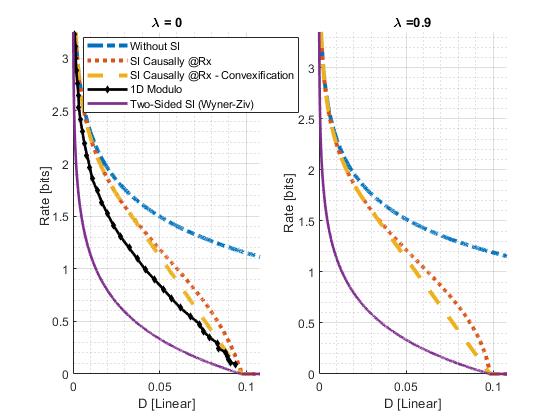 λ = 0
Without SI
SI Causally @Rx
SI Causally @Rx - Convexification
1D Modulo
Two-Sided SI (Wyner-Ziv)
Rate [bits]
3
2.5
2
1.5
1
0.5
0
0
0.05
0.1
D [Linear]
λ =0.9
Rate [bits]
3
2.5
2
1.5
1
0.5
0
0
0.05
0.1
D [Linear]